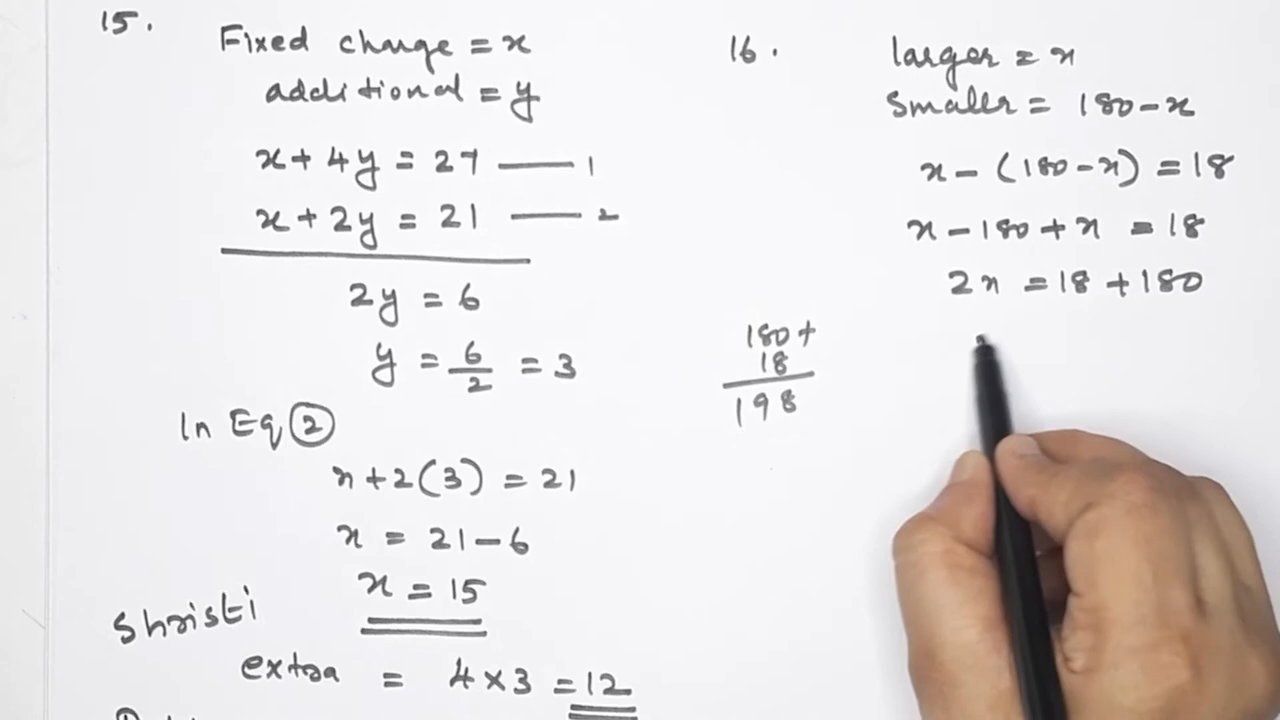 15.
Fixed charge = x
additional = y
x + 4y = 27 —— 1
x + 2y = 21 —— 2
2y = 6
y = 6/2 = 3
In Eq ②
x + 2(3) = 21
x = 21 - 6
x = 15
Shristi
extra = 4 × 3 = 12
16.
larger = x
smaller = 180 - x
x - (180 - x) = 18
x - 180 + x = 18
2x = 18 + 180
180 +
18
198